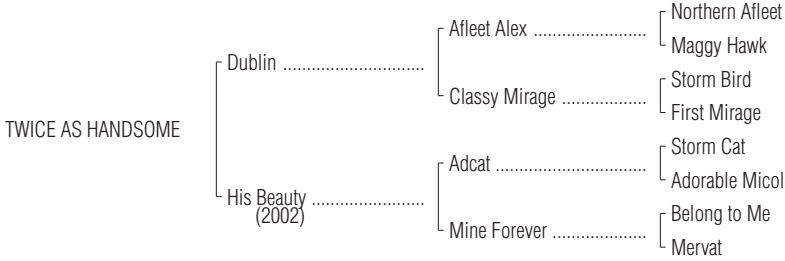 Northern Afleet
Afleet Alex ........................
Maggy Hawk
Dublin ..............................
Storm Bird
Classy Mirage ..................
First Mirage
TWICE AS HANDSOME
Storm Cat
Adcat ................................
Adorable Micol
His Beauty ........................
(2002)
Belong to Me
Mine Forever ....................
Mervat